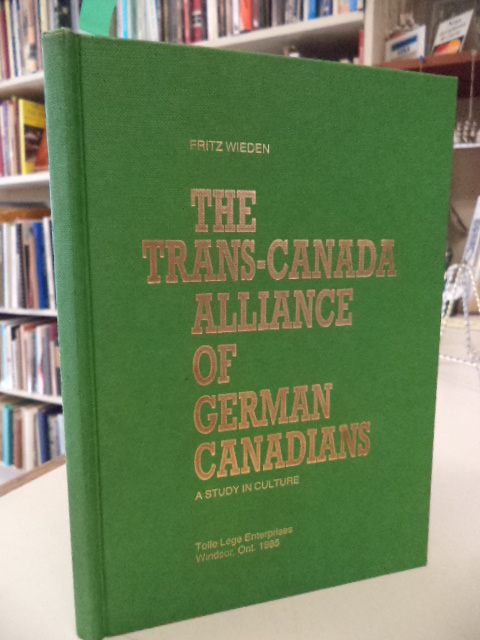 FRITZ WIEDEN
THE
TRANS-CANADA
ALLIANCE
OF
GERMAN
CANADIANS
A STUDY IN CULTURE
Tolle Lege Enterprises
Windsor, Ont. 1985